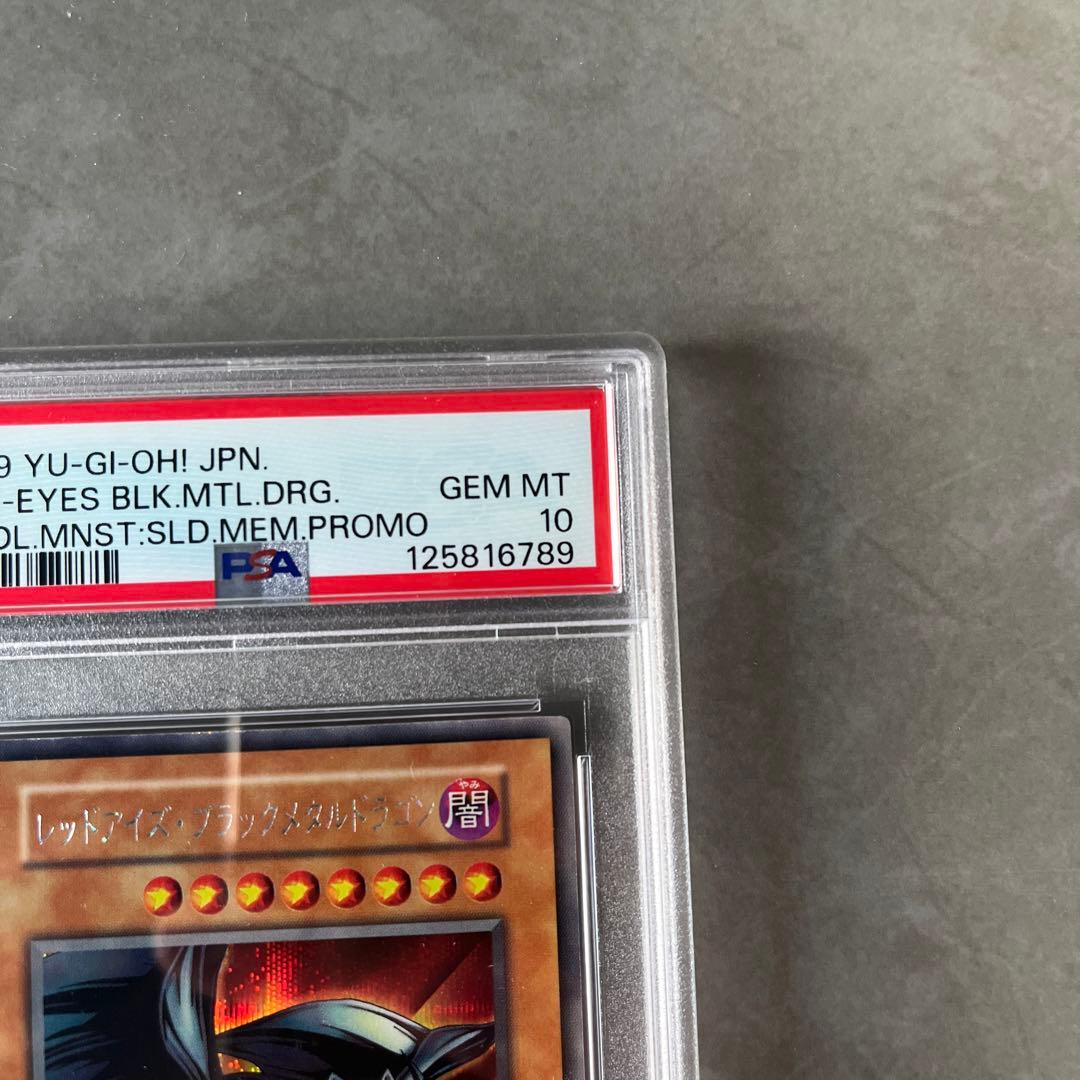 9 YU-GI-OH! JPN.
-EYES BLK.MTL.DRG. GEM MT
DL.MNST:SLD.MEM.PROMO 10
125816789
PSA
やみ
レッドアイズ・ブラックメタルドラゴン 闇